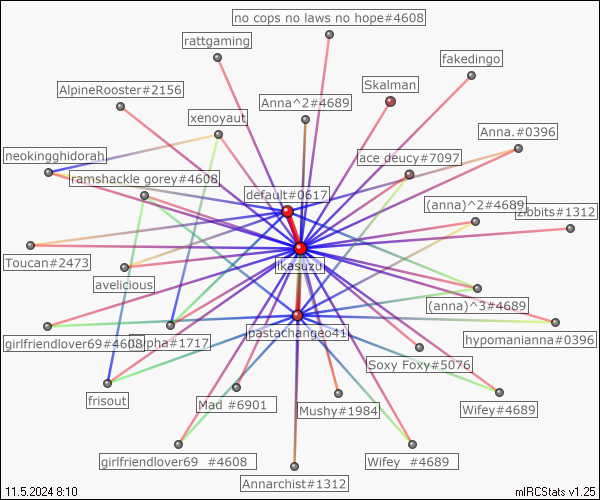 no cops no laws no hope#4608
rattgaming
fakedingo
AlpineRooster#2156
Skalman
Anna^2#4689
xenoyaut
Anna.#0396
neokingghidorah
ace deucy#7097
ramshackle gorey#4608
default#0617
(anna)^2#4689
zibbits#1312
Toucan#2473
ikasuzu
avelicious
(anna)^3#4689
girlfriendlover69#4608
pha#1717
pastachangeo41
hypomanianna#0396
Soxy Foxy#5076
frisout
Mad #6901
Mushy#1984
Wifey#4689
girlfriendlover69 #4608
Wifey #4689
Annarchist#1312
11.5.2024 8:10
mIRCStats v1.25